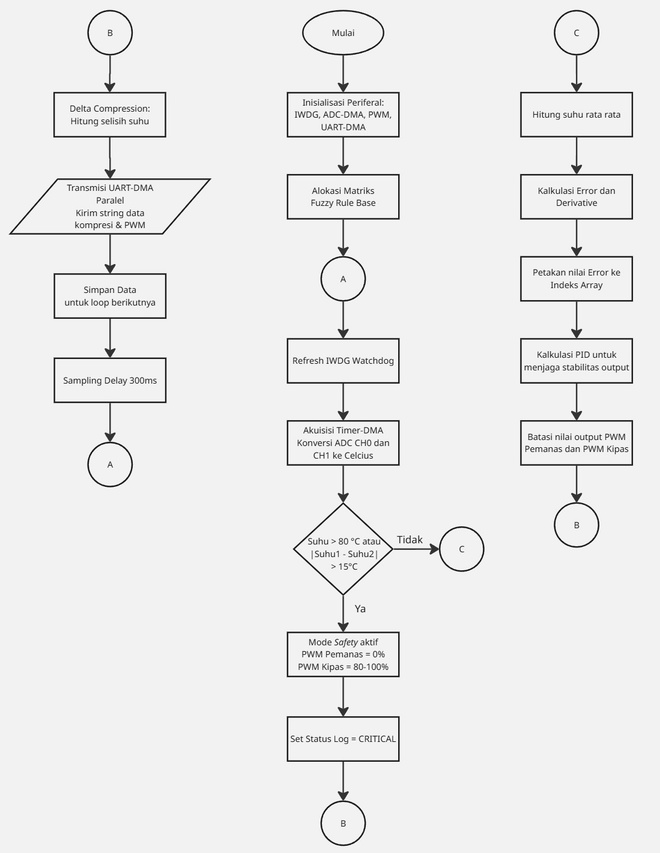 B
Delta Compression:
Hitung selisih suhu
Transmisi UART-DMA
Paralel
Kirim string data
kompresi & PWM
Simpan Data
untuk loop berikutnya
Sampling Delay 300ms
A
Mulai
Inisialisasi Periferal:
IWDG, ADC-DMA, PWM,
UART-DMA
Alokasi Matriks
Fuzzy Rule Base
A
Refresh IWDG Watchdog
Akuisisi Timer-DMA
Konversi ADC CH0 dan
CH1 ke Celcius
Suhu > 80 °C atau
|Suhu1 - Suhu2|
> 15°C
Tidak
C
Ya
Mode Safety aktif
PWM Pemanas = 0%
PWM Kipas = 80-100%
Set Status Log = CRITICAL
B
C
Hitung suhu rata rata
Kalkulasi Error dan
Derivative
Petakan nilai Error ke
Indeks Array
Kalkulasi PID untuk
menjaga stabilitas output
Batasi nilai output PWM
Pemanas dan PWM Kipas
B